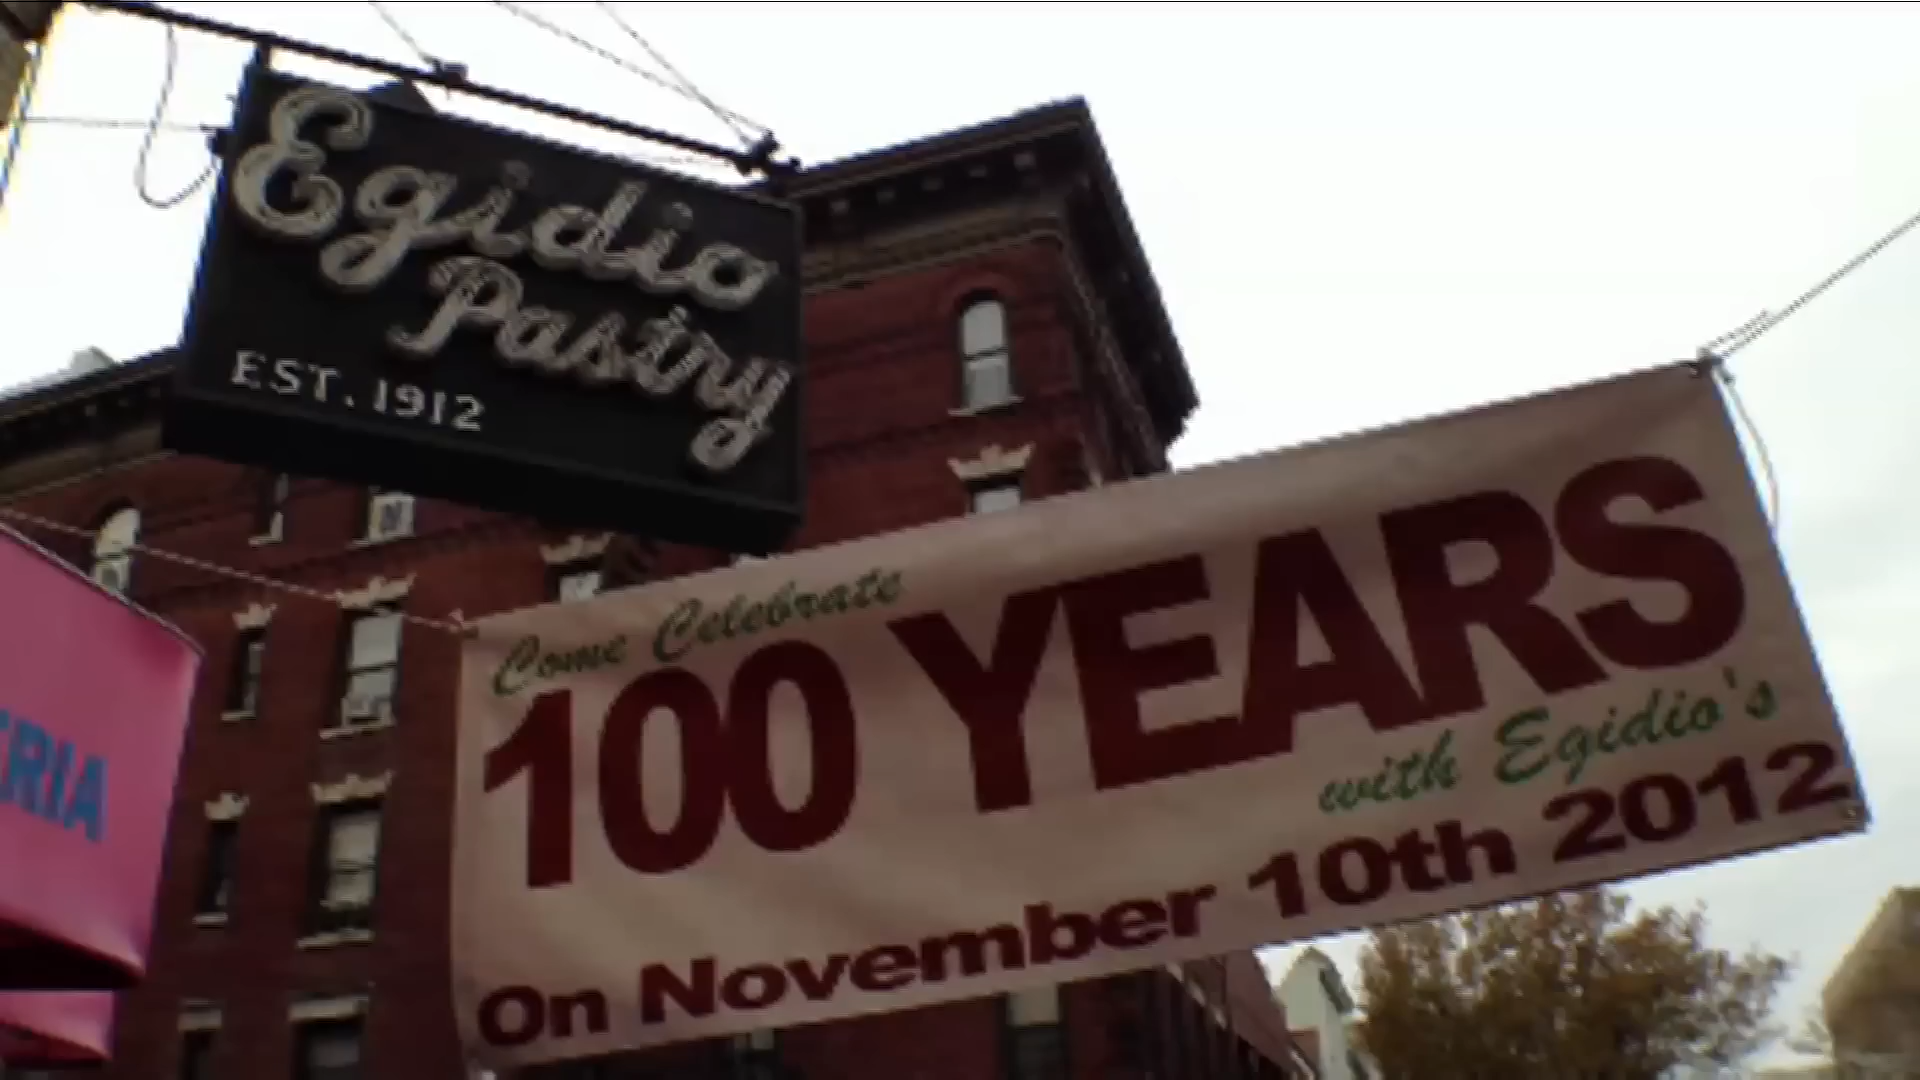 Egidio
Pastry
EST. 1912
Come Celebrate
100 YEARS
with Egidio's
On November 10th 2012
ERIA